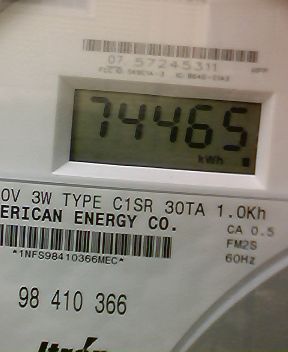 07 57245311
74465
kWh
0V 3W TYPE C1SR 30TA 1.0Kh
ERICAN ENERGY CO.
CA 0.5
FM2S
60Hz
*1NFS98410366MEC*
98 410 366
Itrón